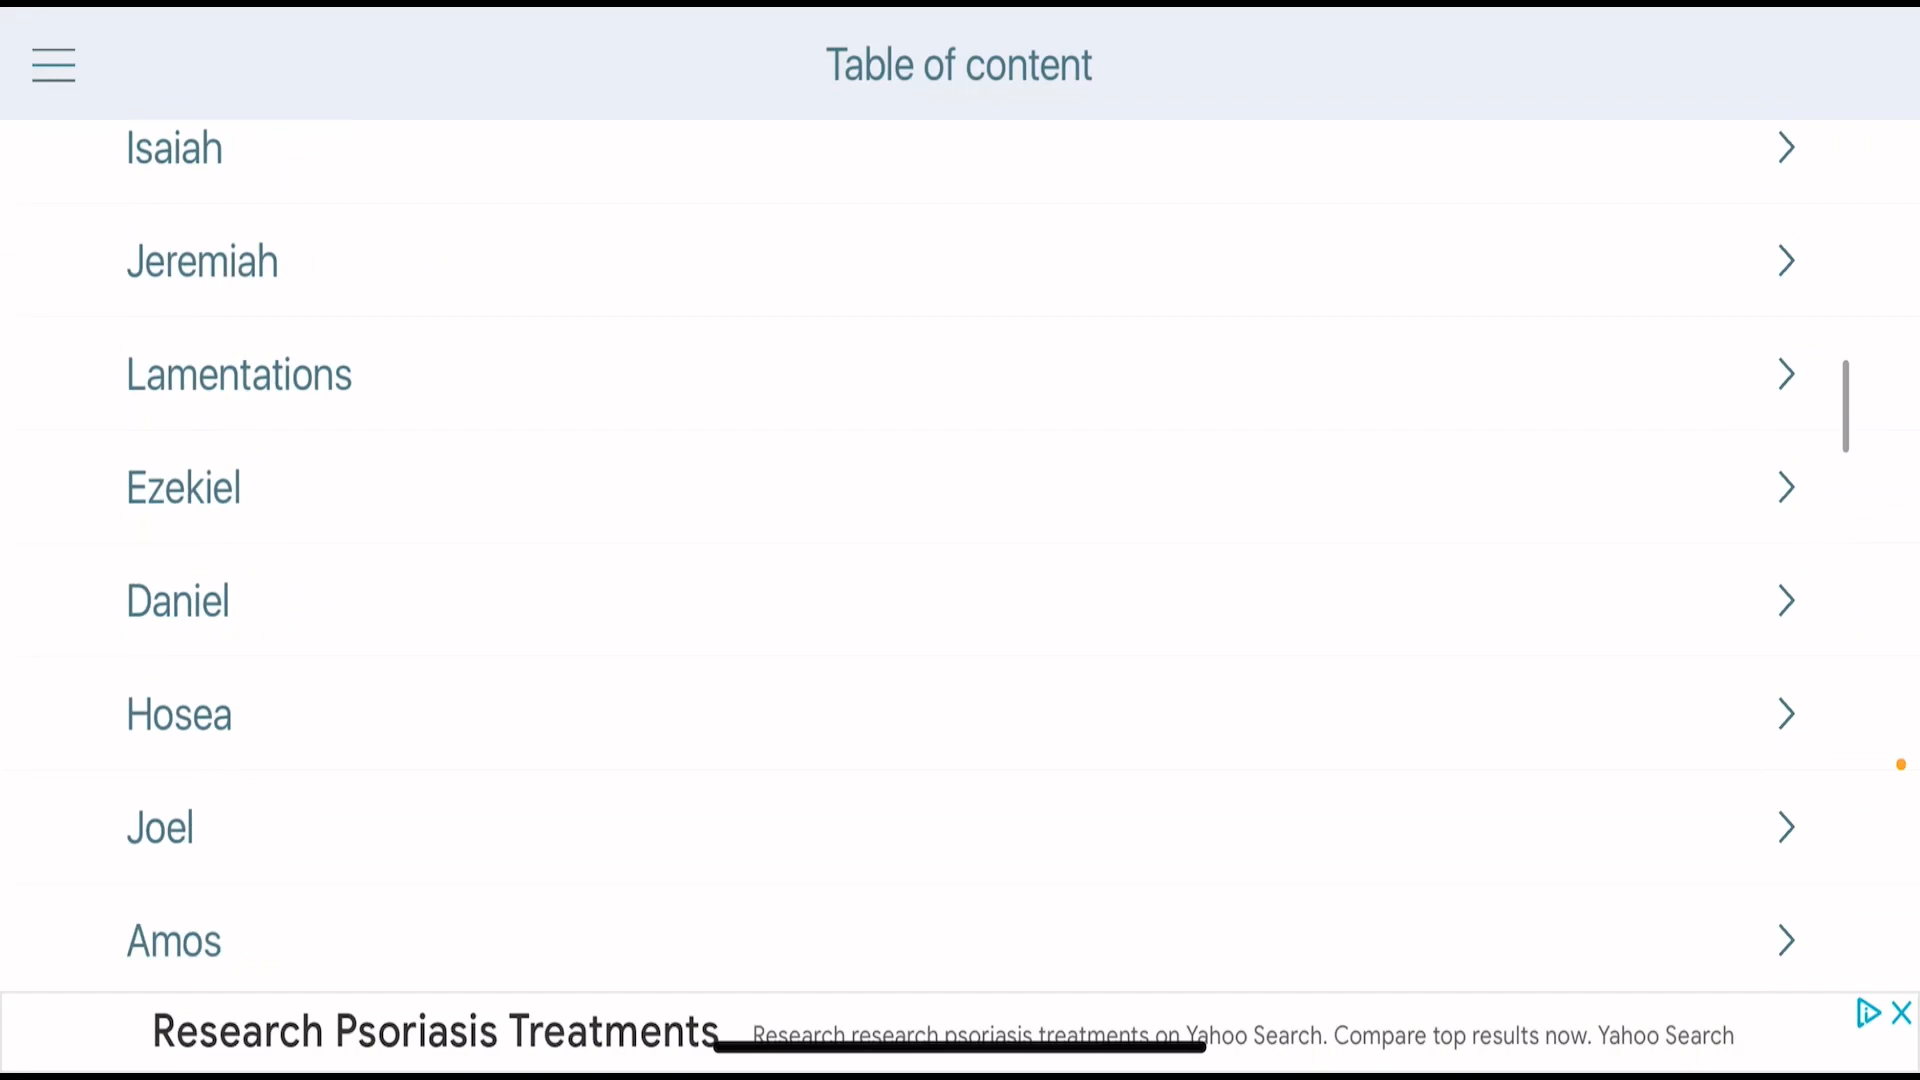 Table of content
Isaiah
Jeremiah
Lamentations
Ezekiel
Daniel
Hosea
Joel
Amos
Research Psoriasis Treatments
Research research psoriasis treatments on Yahoo Search. Compare top results now. Yahoo Search